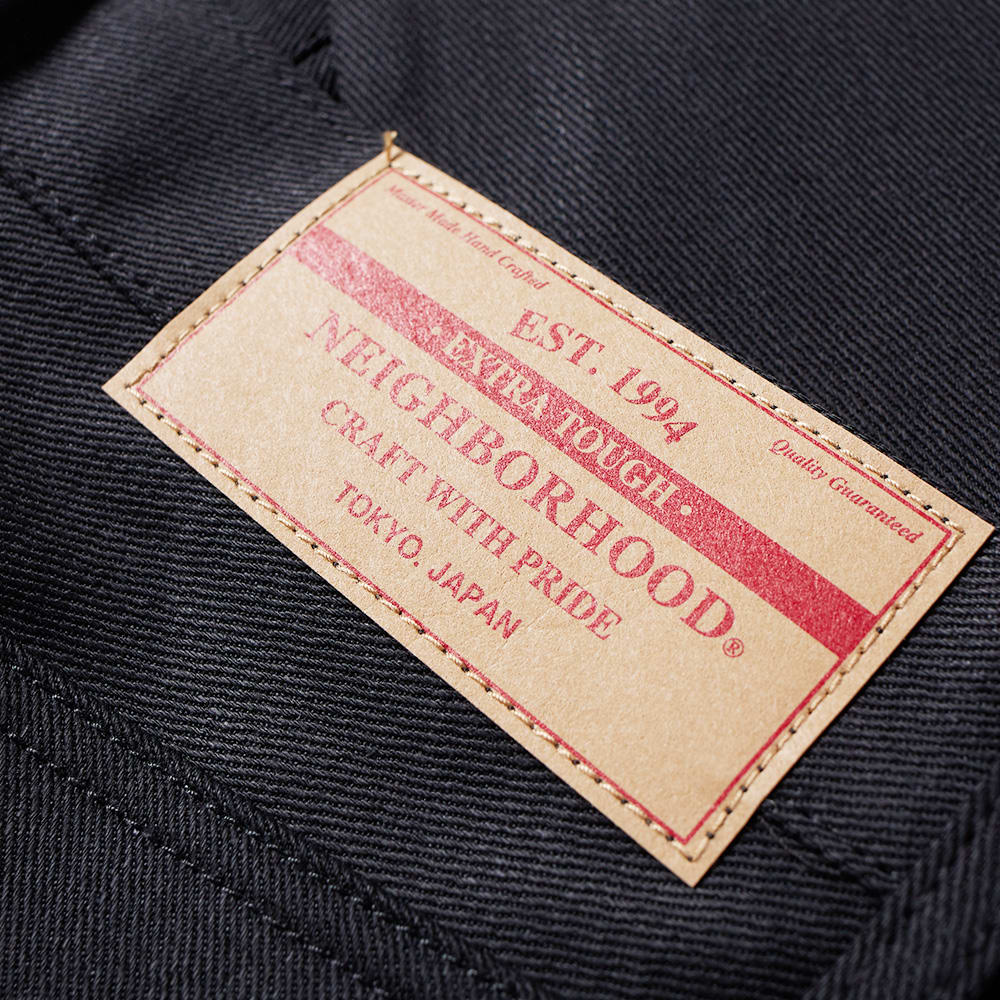 Master Made Hand Crafted
EST. 1994
Quality Guaranteed
· EXTRA TOUGH ·
NEIGHBORHOOD®
CRAFT WITH PRIDE
TOKYO. JAPAN